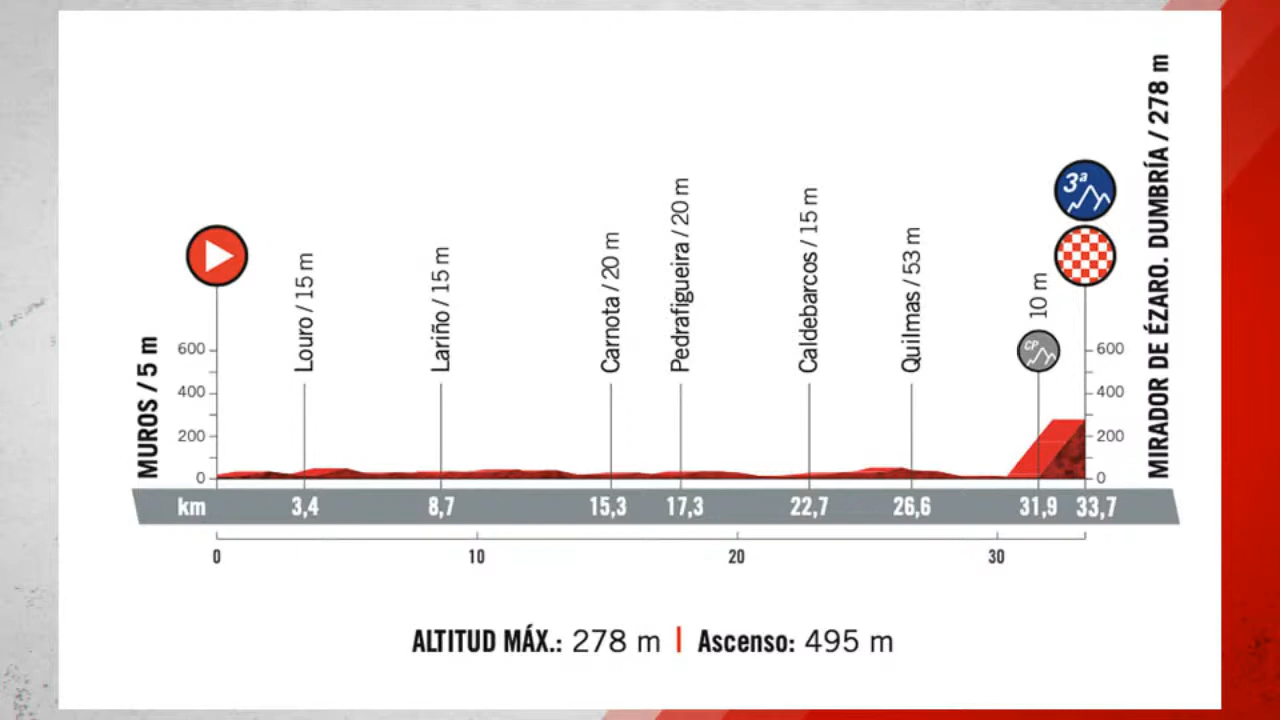 MUROS / 5 m
Louro / 15 m
Lariño / 15 m
Carnota / 20 m
Pedrafigueira / 20 m
Caldebarcos / 15 m
Quilmas / 53 m
10 m
CP
3ª
MIRADOR DE ÉZARO. DUMBRÍA / 278 m
600
400
200
0
600
400
200
0
km 3,4 8,7 15,3 17,3 22,7 26,6 31,9 33,7
0 10 20 30
ALTITUD MÁX.: 278 m | Ascenso: 495 m